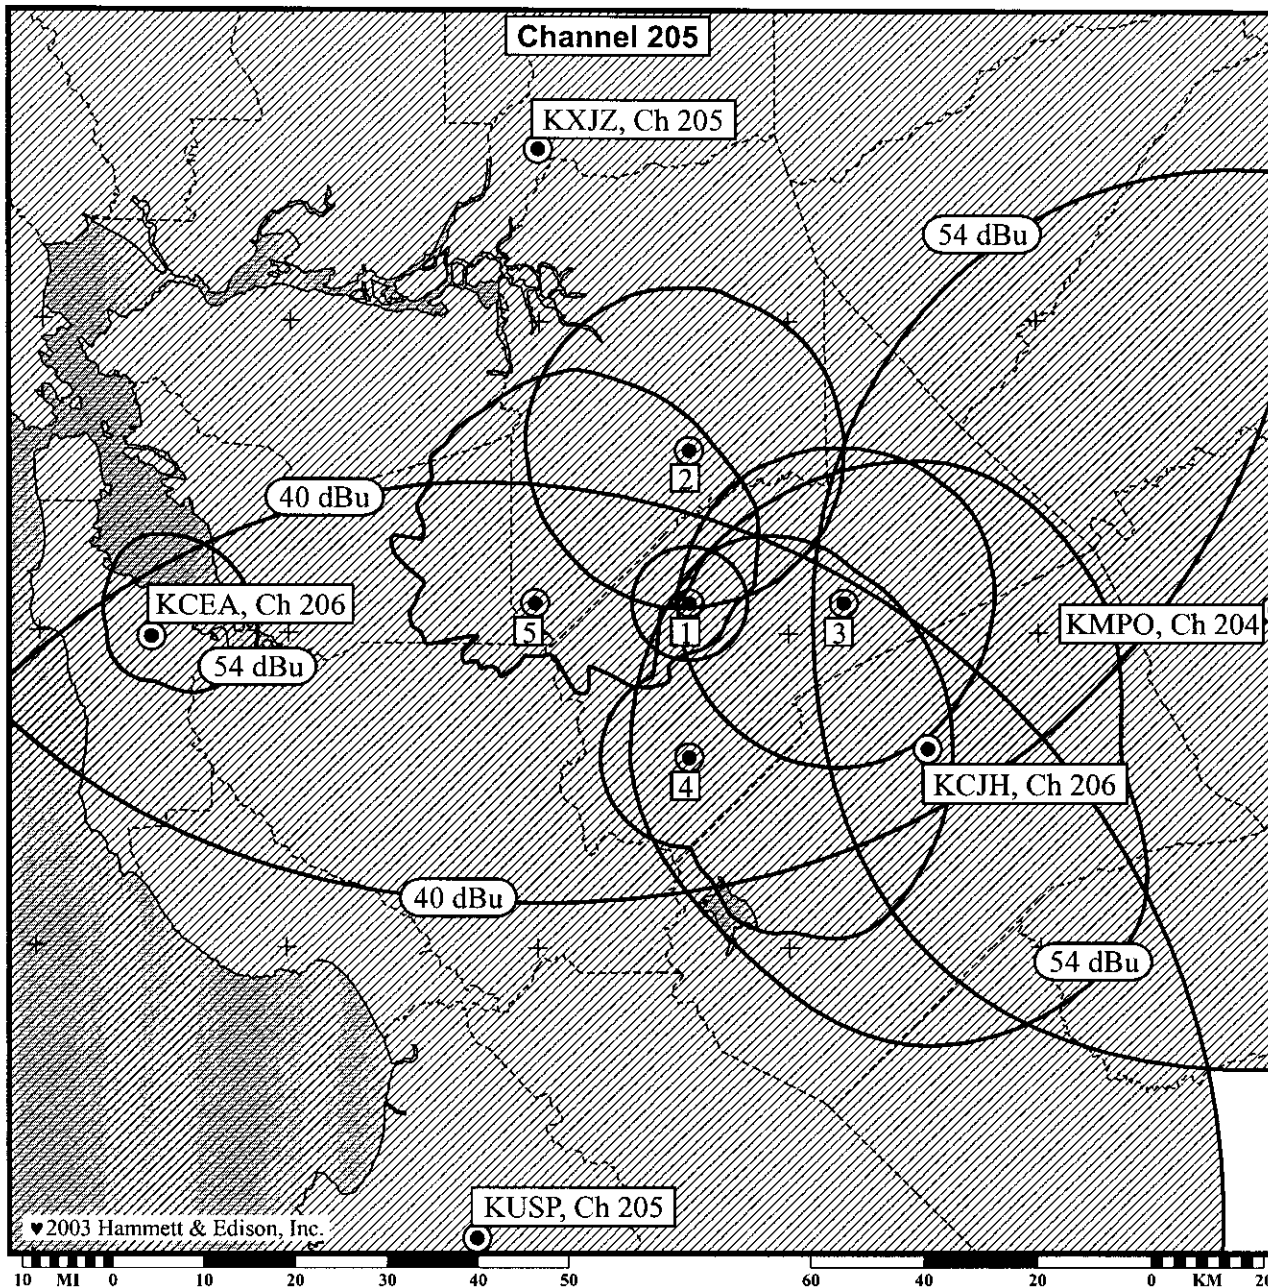 Channel 205
KXJZ, Ch 205
54 dBu
2
40 dBu
KCEA, Ch 206
5
1
3
KMPO, Ch 204
54 dBu
4
KCJH, Ch 206
40 dBu
54 dBu
KUSP, Ch 205
♥2003 Hammett & Edison, Inc.
10 MI 0 10 20 30 40 50 60 40 20 0 KM 20